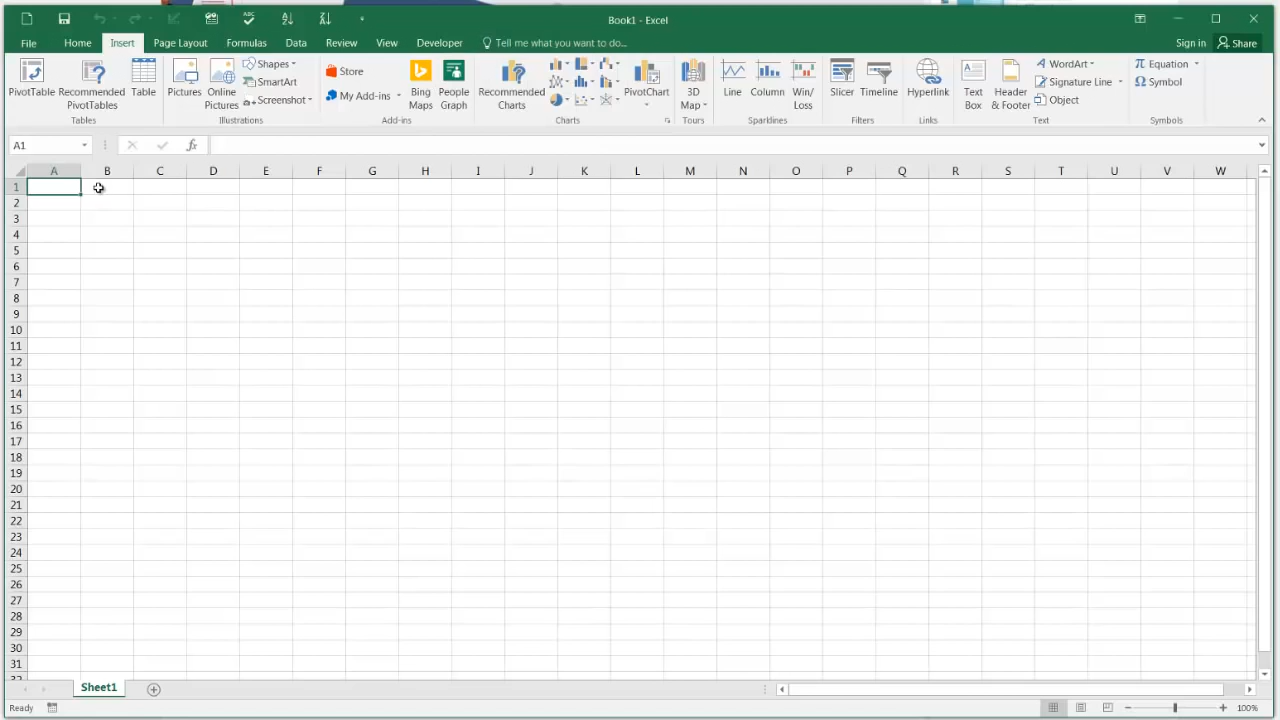 Book1 - Excel
File Home Insert Page Layout Formulas Data Review View Developer Tell me what you want to do... Sign in Share
PivotTable
Recommended
PivotTables
Table
Tables
Pictures
Online
Pictures
Shapes
SmartArt
Screenshot
Illustrations
Store
My Add-ins
Bing
Maps
People
Graph
Add-ins
Recommended
Charts
PivotChart
Charts
3D
Map
Tours
Line
Column
Win/
Loss
Sparklines
Slicer
Timeline
Filters
Hyperlink
Links
Text
Box
Header
& Footer
WordArt
Signature Line
Object
Text
Equation
Symbol
Symbols
A1 fx
A B C D E F G H I J K L M N O P Q R S T U V W
1
2
3
4
5
6
7
8
9
10
11
12
13
14
15
16
17
18
19
20
21
22
23
24
25
26
27
28
29
30
31
Sheet1
Ready 100%